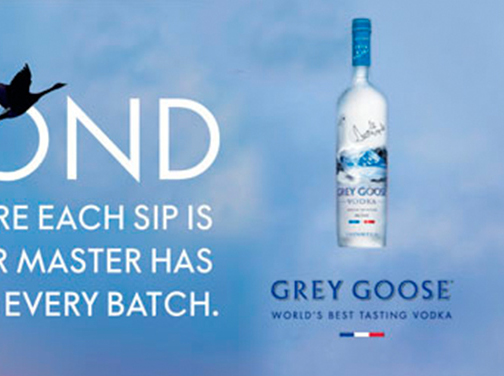 OND
RE EACH SIP IS
R MASTER HAS
EVERY BATCH.
GREY GOOSE
VODKA
GREY GOOSE
WORLD'S BEST TASTING VODKA